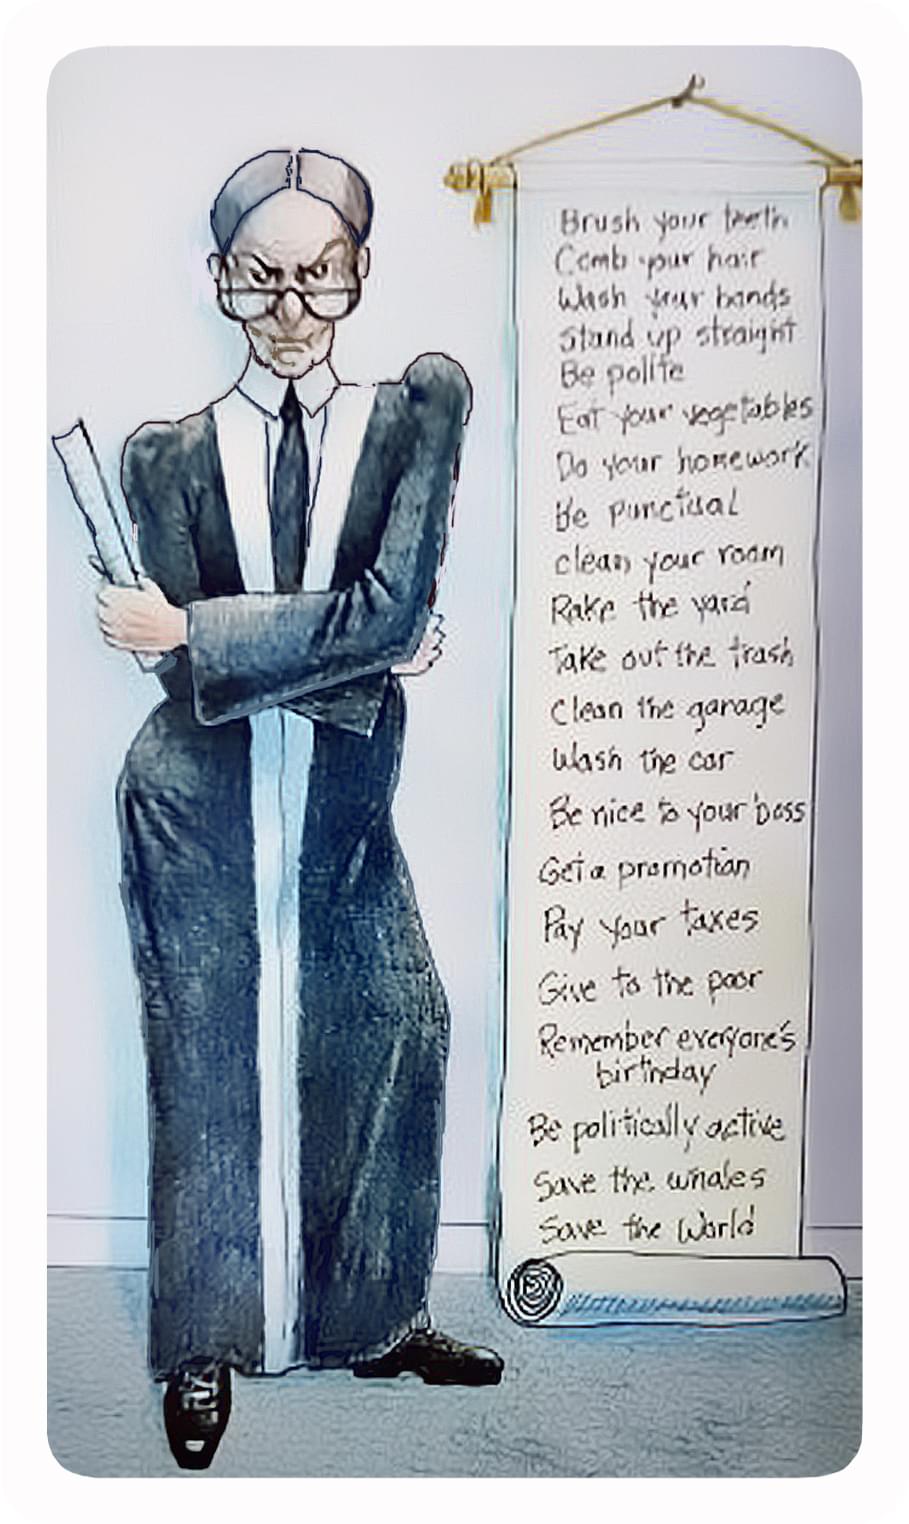 Brush your teeth
Comb your hair
Wash your hands
Stand up straight
Be polite
Eat your vegetables
Do your homework
Be punctual
clean your room
Rake the yard
Take out the trash
Clean the garage
Wash the car
Be nice to your boss
Get a promotion
Pay your taxes
Give to the poor
Remember everyone's
birthday
Be politically active
Save the whales
Save the World